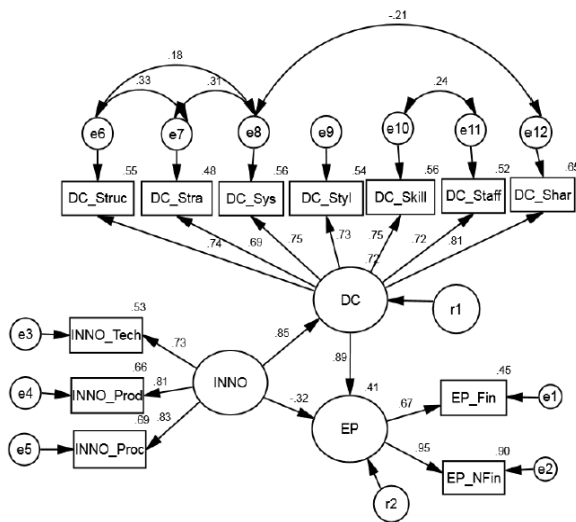 -.21
.18
.33
.31
.24
e6
e7
e8
e9
e10
e11
e12
.55
.48
.56
.54
.56
.52
.65
DC_Struc
DC_Stra
DC_Sys
DC_Styl
DC_Skill
DC_Staff
DC_Shar
.74
.69
.75
.73
.75
.72
.81
.72
DC
r1
.53
e3
INNO_Tech
.73
.85
.66
e4
INNO_Prod
.81
INNO
.89
-.32
.41
.45
EP_Fin
e1
.67
.69
.83
e5
INNO_Proc
EP
.95
.90
EP_NFin
e2
r2